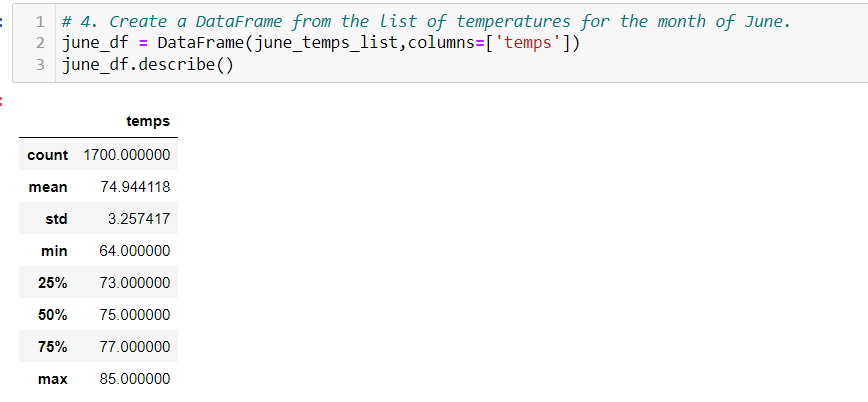 1 # 4. Create a DataFrame from the list of temperatures for the month of June.
2 june_df = DataFrame(june_temps_list,columns=['temps'])
3 june_df.describe()
temps
count 1700.000000
mean 74.944118
std 3.257417
min 64.000000
25% 73.000000
50% 75.000000
75% 77.000000
max 85.000000